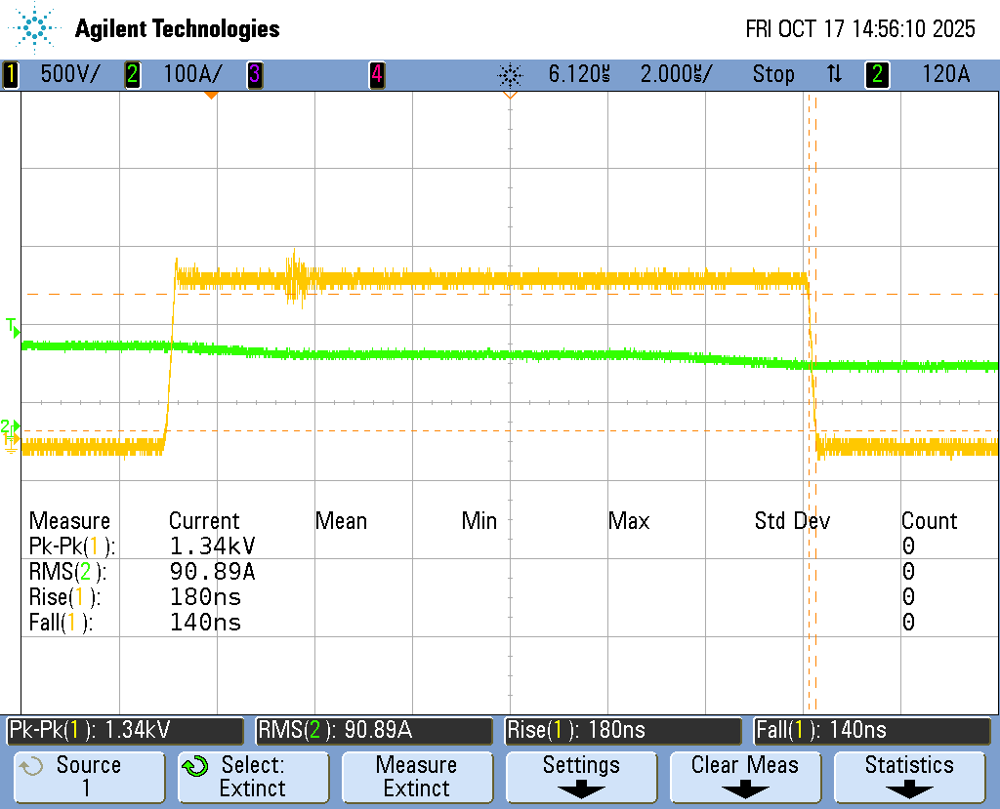 Agilent Technologies FRI OCT 17 14:56:10 2025
1 500V/ 2 100A/ 3 4 6.120µs 2.000µs/ Stop 2 120A
T
2
Measure Current Mean Min Max Std Dev Count
Pk-Pk(1): 1.34kV 0
RMS(2): 90.89A 0
Rise(1): 180ns 0
Fall(1): 140ns 0
Pk-Pk(1): 1.34kV RMS(2): 90.89A Rise(1): 180ns Fall(1): 140ns
Source Select: Measure Settings Clear Meas Statistics
1 Extinct Extinct